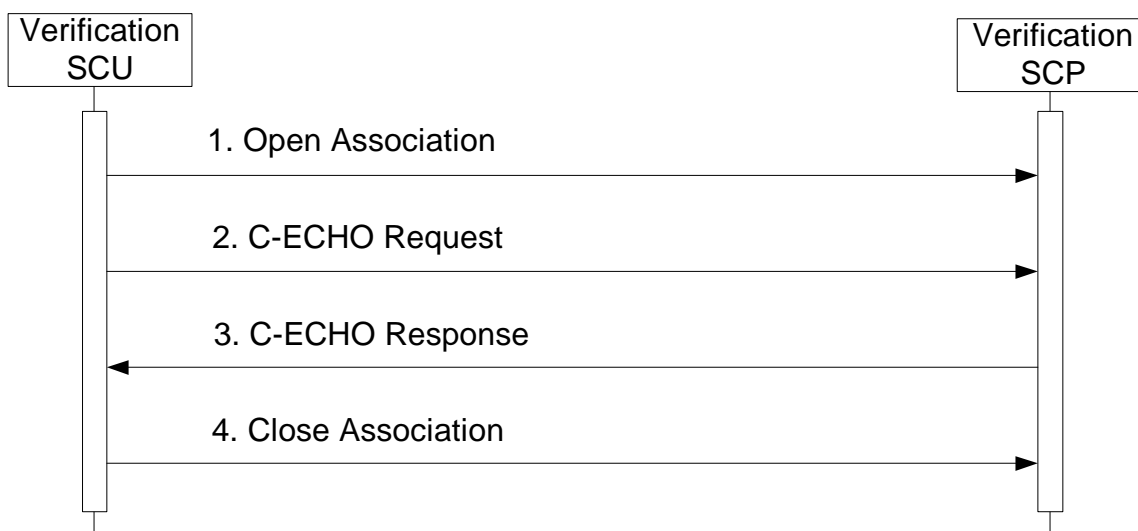 Verification
SCU
Verification
SCP
1. Open Association
2. C-ECHO Request
3. C-ECHO Response
4. Close Association